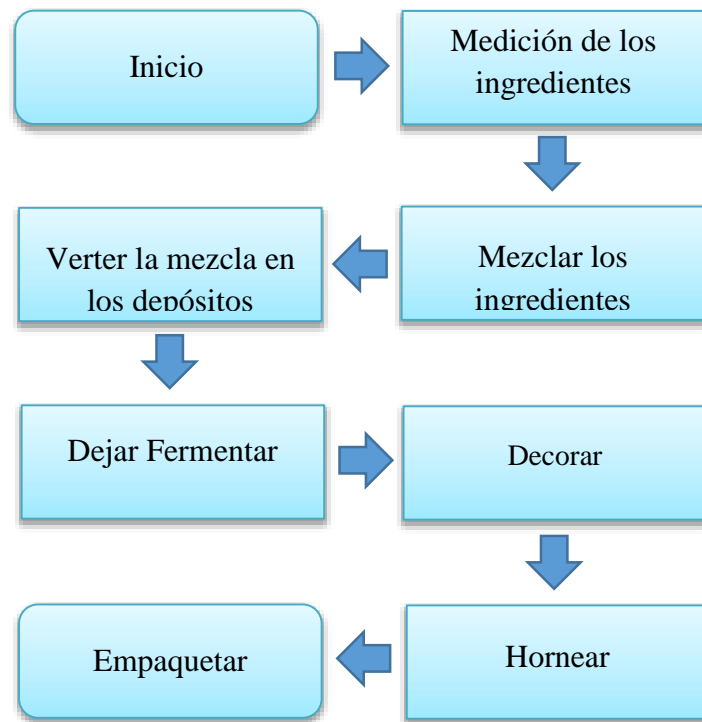 Inicio
Medición de los
ingredientes
Verter la mezcla en
los depósitos
Mezclar los
ingredientes
Dejar Fermentar
Decorar
Empaquetar
Hornear